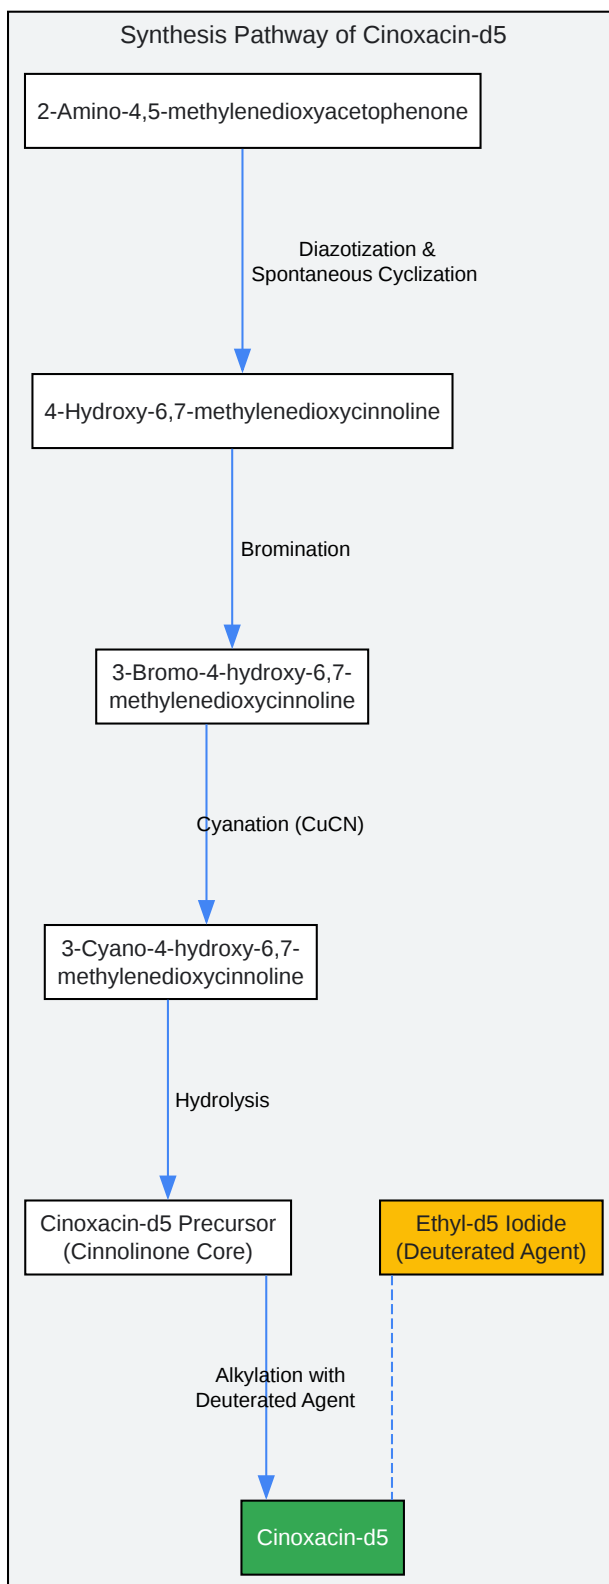 Synthesis Pathway of Cinoxacin-d5
2-Amino-4,5-methylenedioxyacetophenone
Diazotization &
Spontaneous Cyclization
4-Hydroxy-6,7-methylenedioxycinnoline
Bromination
3-Bromo-4-hydroxy-6,7-
methylenedioxycinnoline
Cyanation (CuCN)
3-Cyano-4-hydroxy-6,7-
methylenedioxycinnoline
Hydrolysis
Cinoxacin-d5 Precursor
(Cinnolinone Core)
Ethyl-d5 Iodide
(Deuterated Agent)
Alkylation with
Deuterated Agent
Cinoxacin-d5